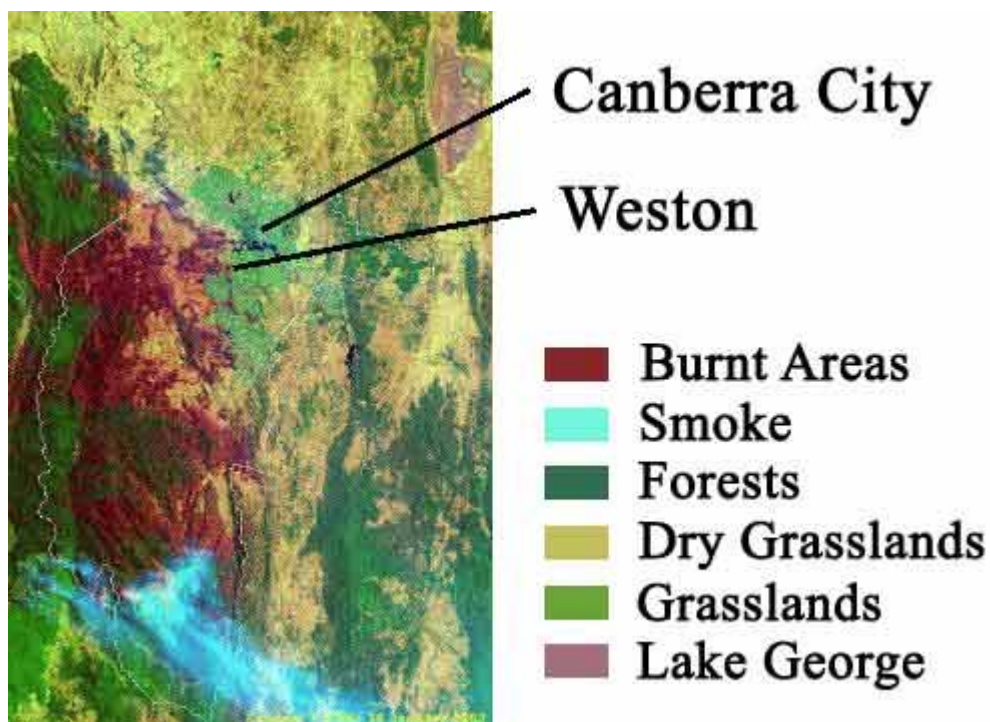 Canberra City
Weston
Burnt Areas
Smoke
Forests
Dry Grasslands
Grasslands
Lake George